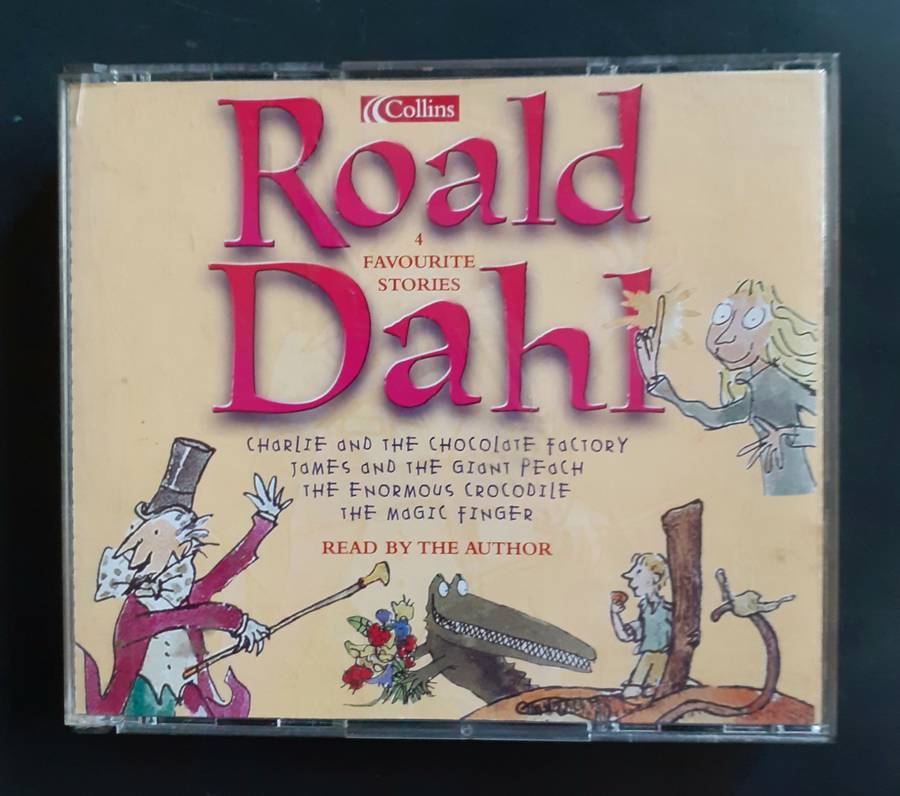 Collins
Roald
4
FAVOURITE
STORIES
Dahl
CHARLIE AND THE CHOCOLATE FACTORY
JAMES AND THE GIANT PEACH
THE ENORMOUS CROCODILE
THE MAGIC FINGER
READ BY THE AUTHOR